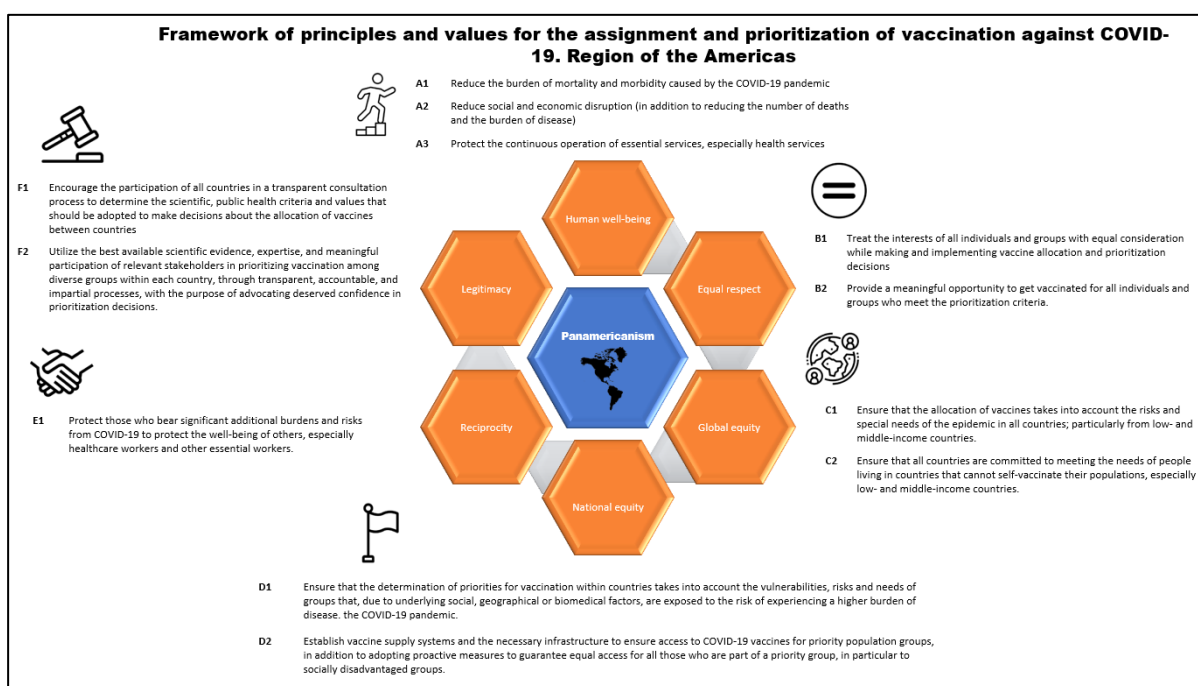 Framework of principles and values for the assignment and prioritization of vaccination against COVID-
19. Region of the Americas
A1 Reduce the burden of mortality and morbidity caused by the COVID-19 pandemic
A2 Reduce social and economic disruption (in addition to reducing the number of deaths
and the burden of disease)
A3 Protect the continuous operation of essential services, especially health services
F1 Encourage the participation of all countries in a transparent consultation
process to determine the scientific, public health criteria and values that
should be adopted to make decisions about the allocation of vaccines
between countries
F2 Utilize the best available scientific evidence, expertise, and meaningful
participation of relevant stakeholders in prioritizing vaccination among
diverse groups within each country, through transparent, accountable, and
impartial processes, with the purpose of advocating deserved confidence in
prioritization decisions.
E1 Protect those who bear significant additional burdens and risks
from COVID-19 to protect the well-being of others, especially
healthcare workers and other essential workers.
Human well-being
Legitimacy
Equal respect
Panamericanism
Reciprocity
Global equity
National equity
B1 Treat the interests of all individuals and groups with equal consideration
while making and implementing vaccine allocation and prioritization
decisions
B2 Provide a meaningful opportunity to get vaccinated for all individuals and
groups who meet the prioritization criteria.
C1 Ensure that the allocation of vaccines takes into account the risks and
special needs of the epidemic in all countries; particularly from low- and
middle-income countries.
C2 Ensure that all countries are committed to meeting the needs of people
living in countries that cannot self-vaccinate their populations, especially
low- and middle-income countries.
D1 Ensure that the determination of priorities for vaccination within countries takes into account the vulnerabilities, risks and needs of
groups that, due to underlying social, geographical or biomedical factors, are exposed to the risk of experiencing a higher burden of
disease. the COVID-19 pandemic.
D2 Establish vaccine supply systems and the necessary infrastructure to ensure access to COVID-19 vaccines for priority population groups,
in addition to adopting proactive measures to guarantee equal access for all those who are part of a priority group, in particular to
socially disadvantaged groups.